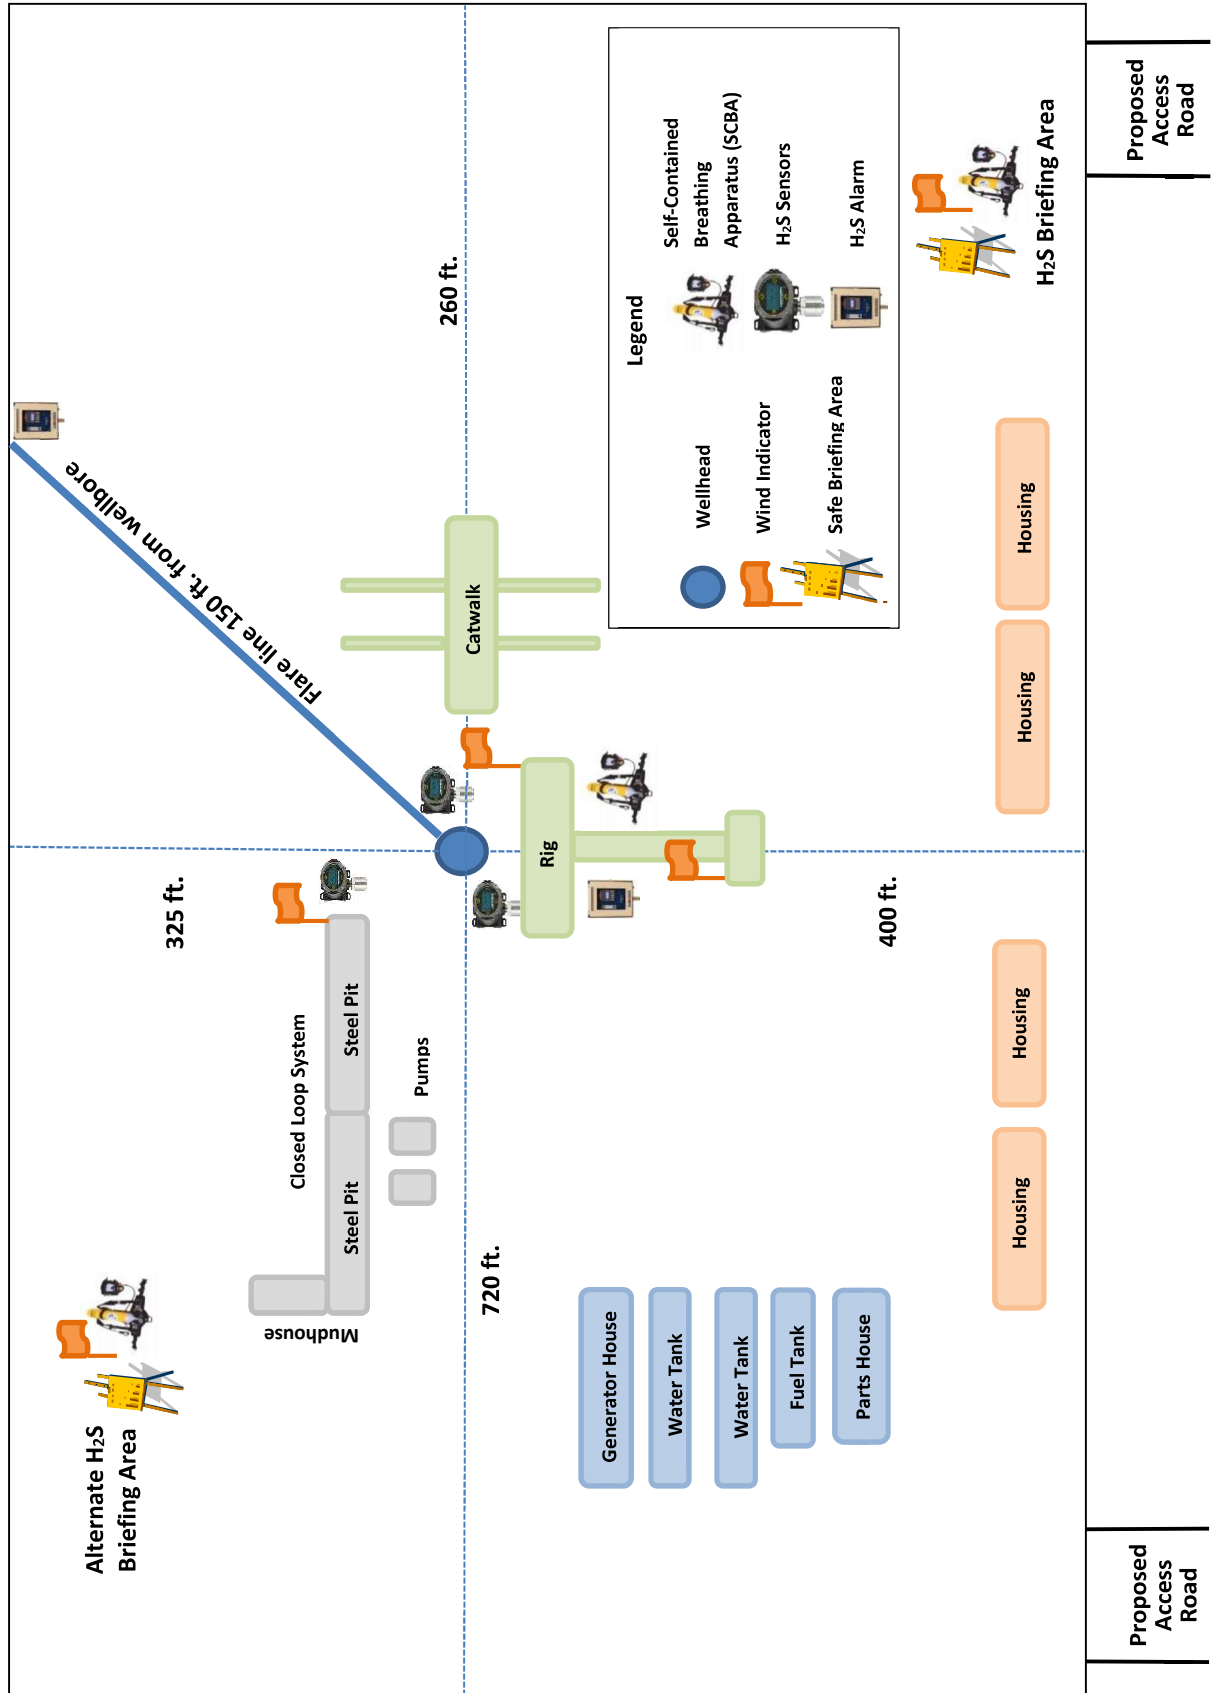 Alternate H₂S
Briefing Area
Mudhouse
Closed Loop System
Steel Pit
Steel Pit
Pumps
325 ft.
Flare line 150 ft. from wellbore
720 ft.
260 ft.
Catwalk
Rig
400 ft.
Generator House
Water Tank
Water Tank
Fuel Tank
Parts House
Legend
Wellhead
Wind Indicator
Safe Briefing Area
Self-Contained
Breathing
Apparatus (SCBA)
H₂S Sensors
H₂S Alarm
Housing
Housing
Housing
Housing
H₂S Briefing Area
Proposed
Access
Road
Proposed
Access
Road